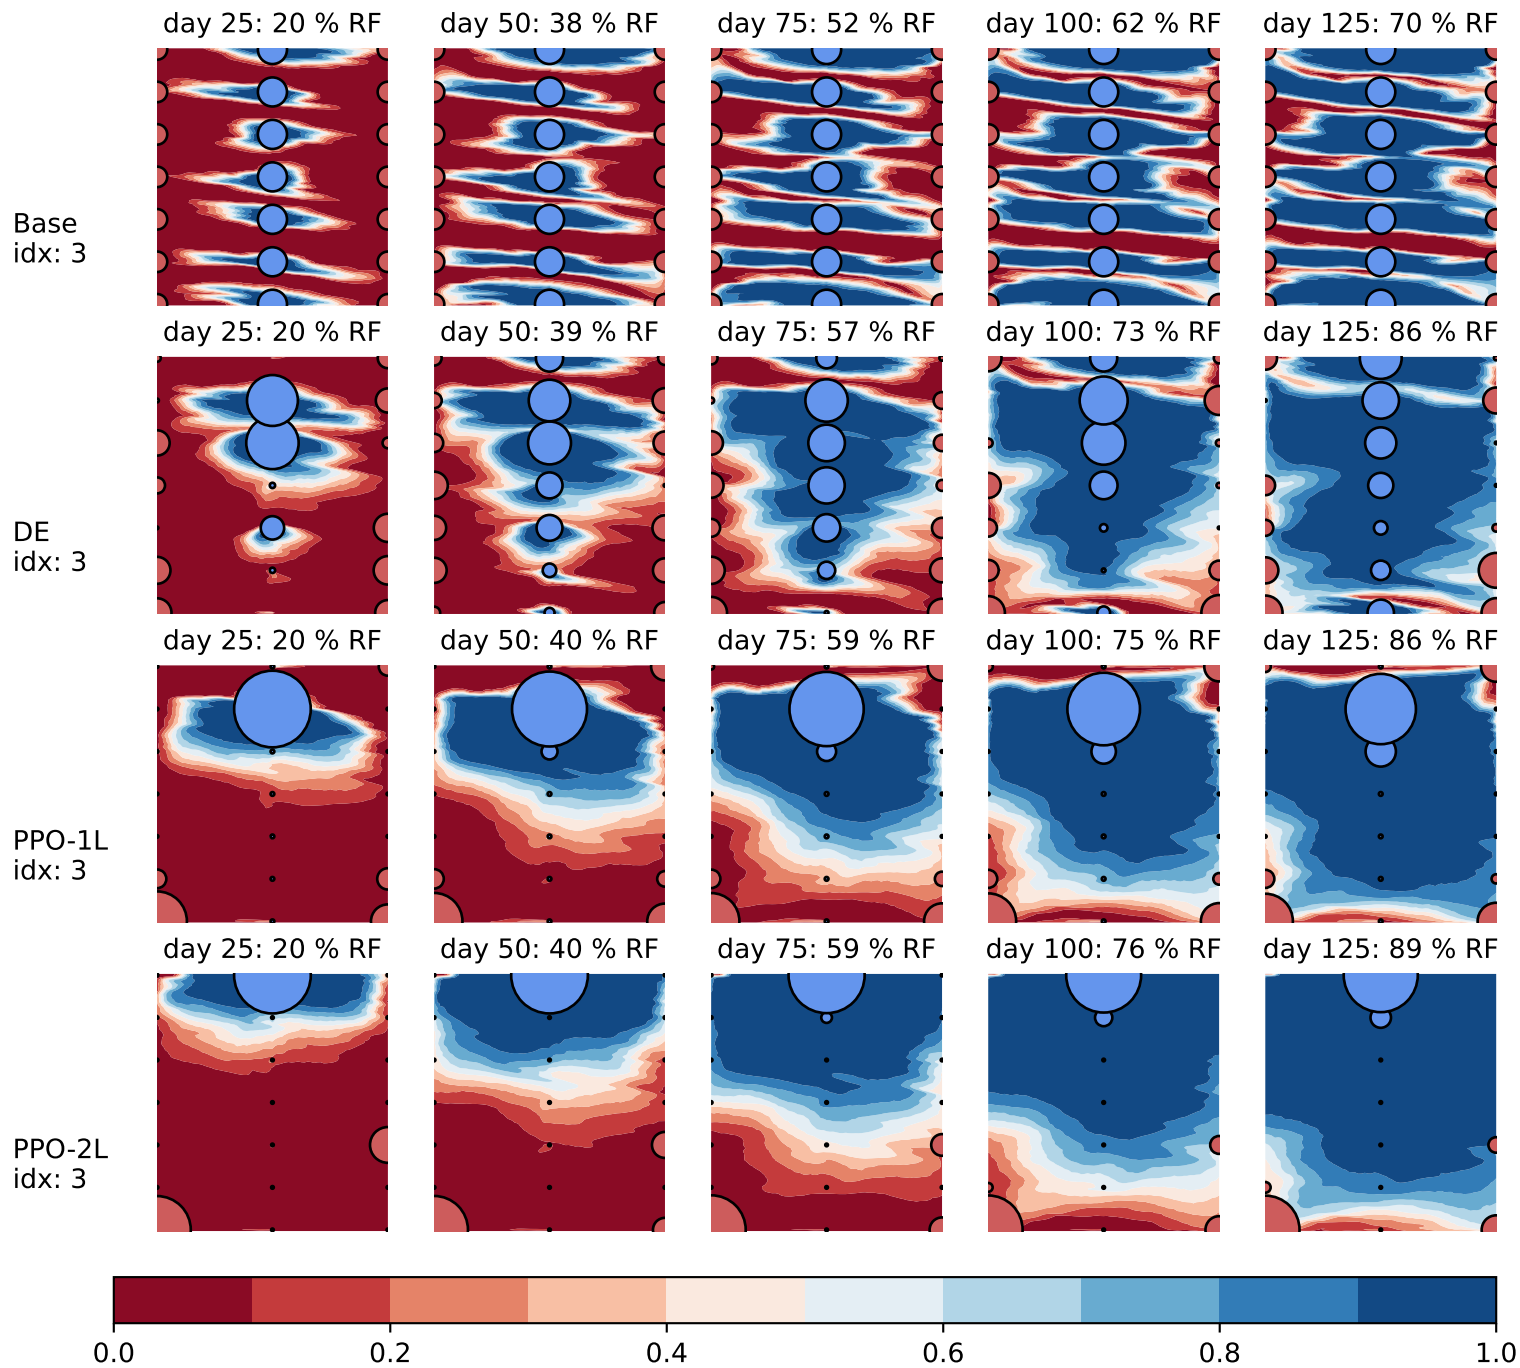 day 25: 20 % RF day 50: 38 % RF day 75: 52 % RF day 100: 62 % RF day 125: 70 % RF
Base
idx: 3
day 25: 20 % RF day 50: 39 % RF day 75: 57 % RF day 100: 73 % RF day 125: 86 % RF
DE
idx: 3
day 25: 20 % RF day 50: 40 % RF day 75: 59 % RF day 100: 75 % RF day 125: 86 % RF
PPO-1L
idx: 3
day 25: 20 % RF day 50: 40 % RF day 75: 59 % RF day 100: 76 % RF day 125: 89 % RF
PPO-2L
idx: 3
0.0 0.2 0.4 0.6 0.8 1.0